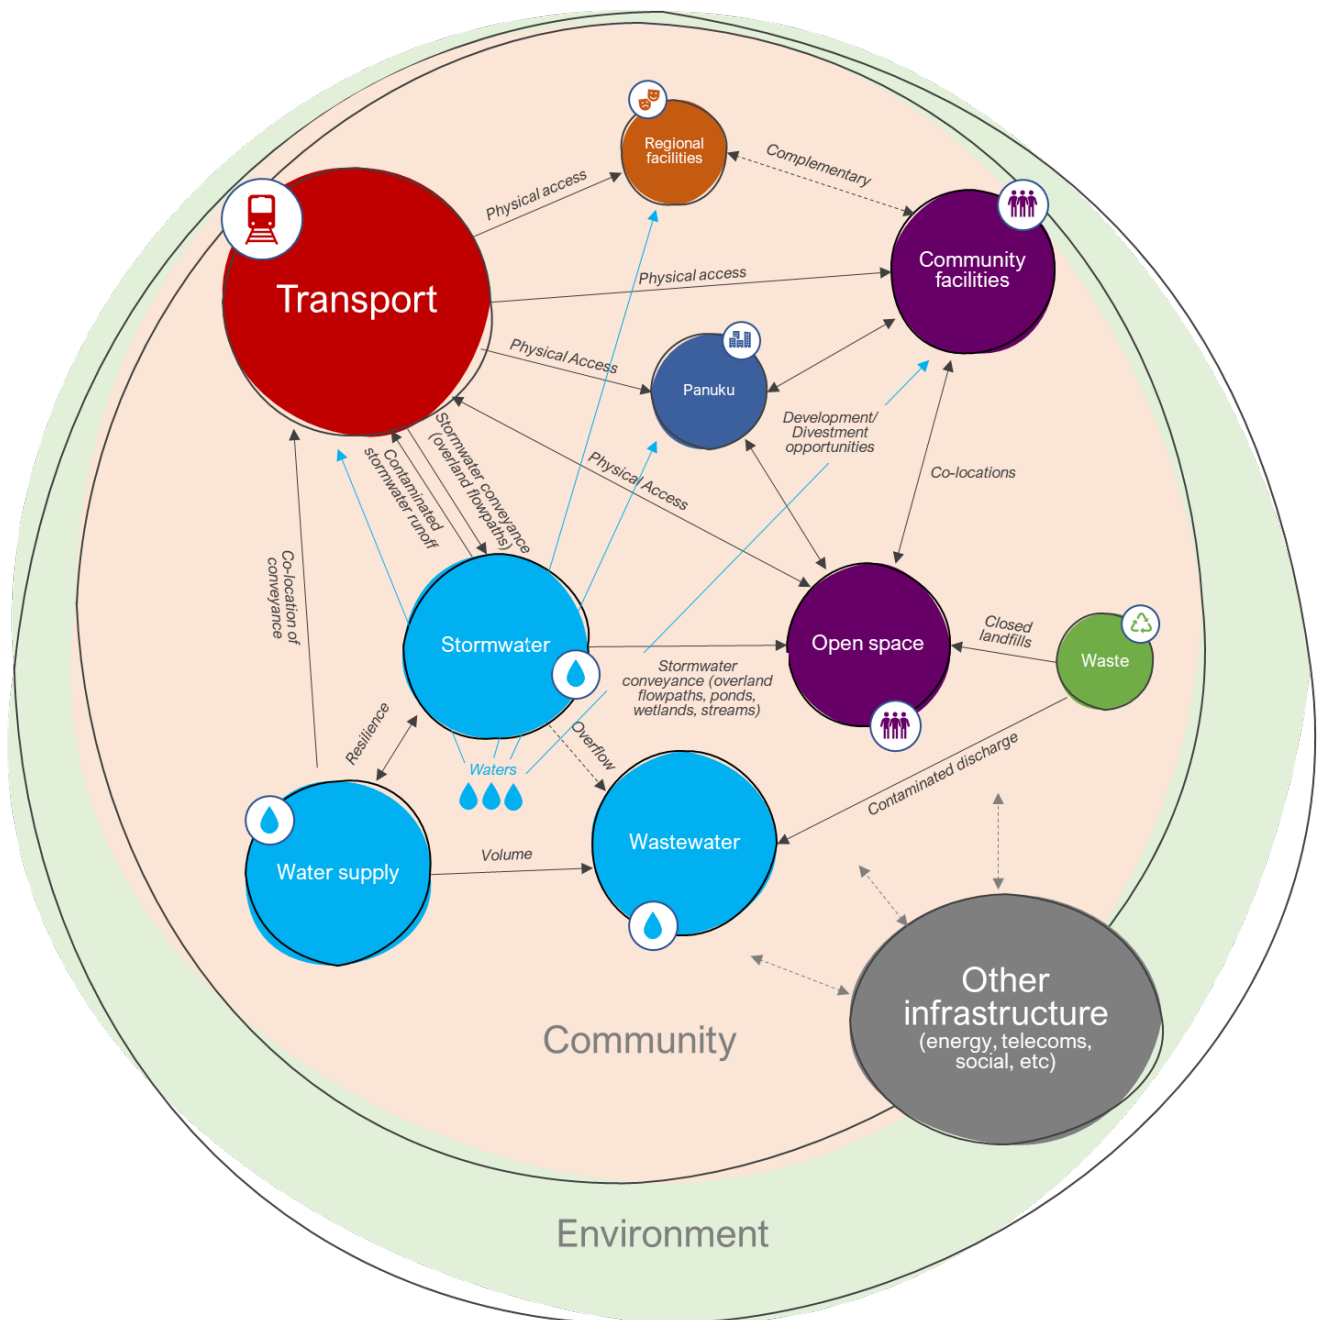 Regional
facilities
Complementary
Physical access
Community
facilities
Transport
Physical access
Physical Access
Panuku
Development/
Divestment
opportunities
Stormwater conveyance
(overland flowpaths)
Contaminated
stormwater runoff
Physical Access
Co-locations
Co-location of
conveyance
Stormwater
Open space
Closed
landfills
Waste
Stormwater
conveyance (overland
flowpaths, ponds,
wetlands, streams)
Resilience
Overflow
Waters
Contaminated discharge
Wastewater
Water supply
Volume
Other
infrastructure
(energy, telecoms,
social, etc)
Community
Environment